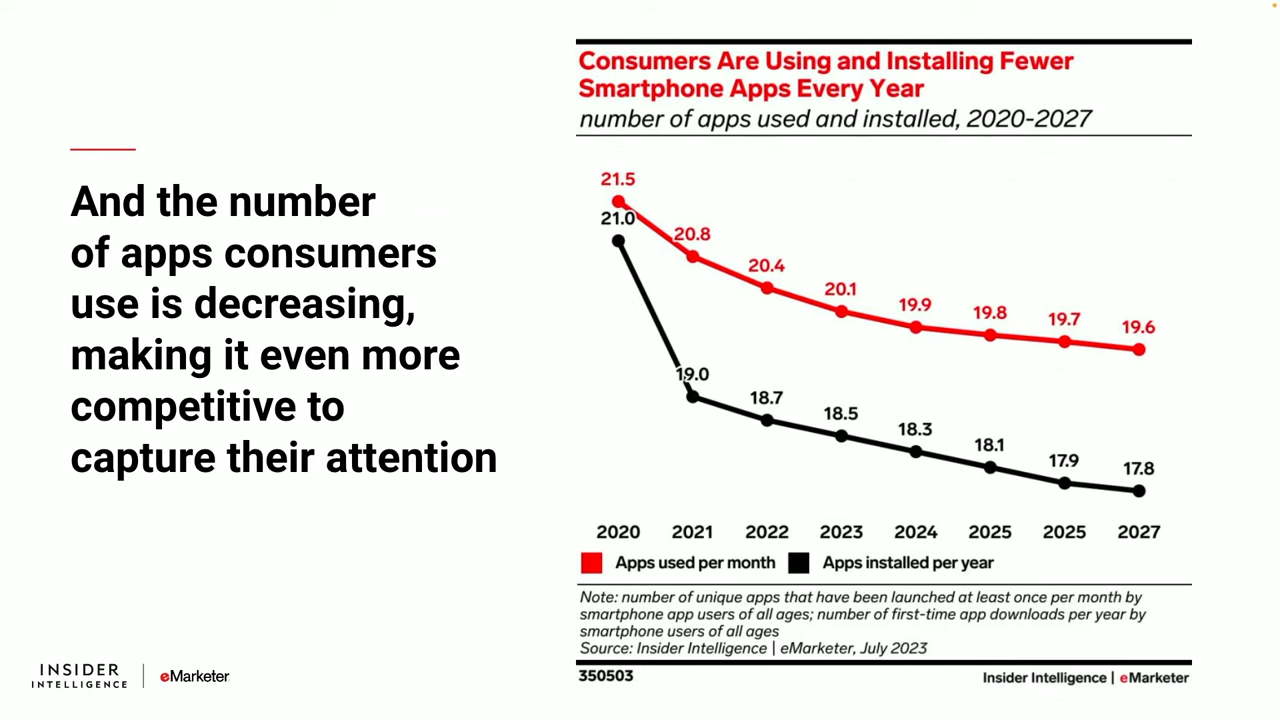 And the number
of apps consumers
use is decreasing,
making it even more
competitive to
capture their attention
INSIDER
INTELLIGENCE
eMarketer
Consumers Are Using and Installing Fewer
Smartphone Apps Every Year
number of apps used and installed, 2020-2027
21.5
20.8
20.4
20.1
19.9
19.8
19.7
19.6
21.0
19.0
18.7
18.5
18.3
18.1
17.9
17.8
2020 2021 2022 2023 2024 2025 2025 2027
Apps used per month Apps installed per year
Note: number of unique apps that have been launched at least once per month by
smartphone app users of all ages; number of first-time app downloads per year by
smartphone users of all ages
Source: Insider Intelligence | eMarketer, July 2023
350503 Insider Intelligence | eMarketer